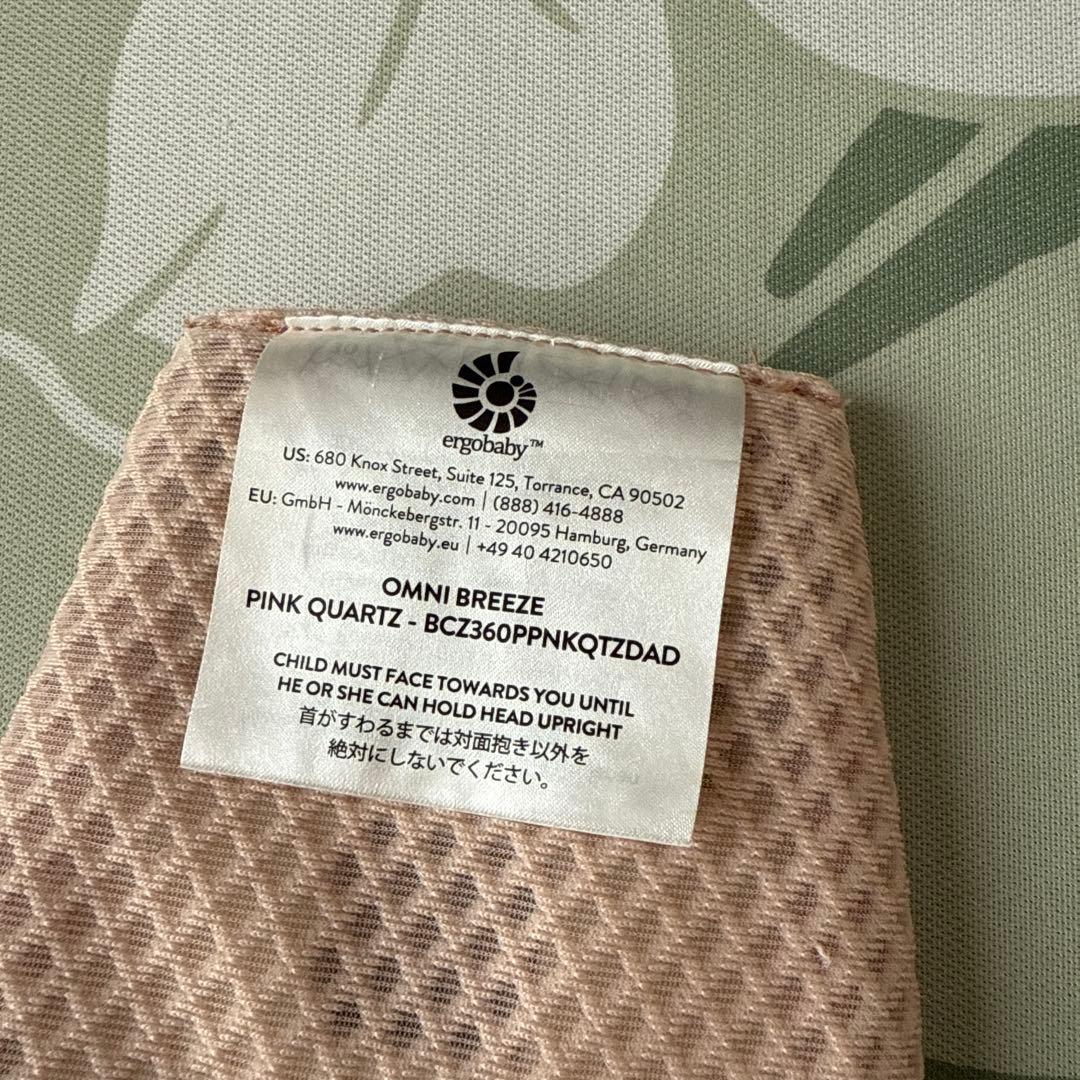 ergobaby™
US: 680 Knox Street, Suite 125, Torrance, CA 90502
www.ergobaby.com | (888) 416-4888
EU: GmbH - Mönckebergstr. 11 - 20095 Hamburg, Germany
www.ergobaby.eu | +49 40 4210650
OMNI BREEZE
PINK QUARTZ - BCZ360PPNKQTZDAD
CHILD MUST FACE TOWARDS YOU UNTIL
HE OR SHE CAN HOLD HEAD UPRIGHT
首がすわるまでは対面抱き以外を
絶対にしないでください。